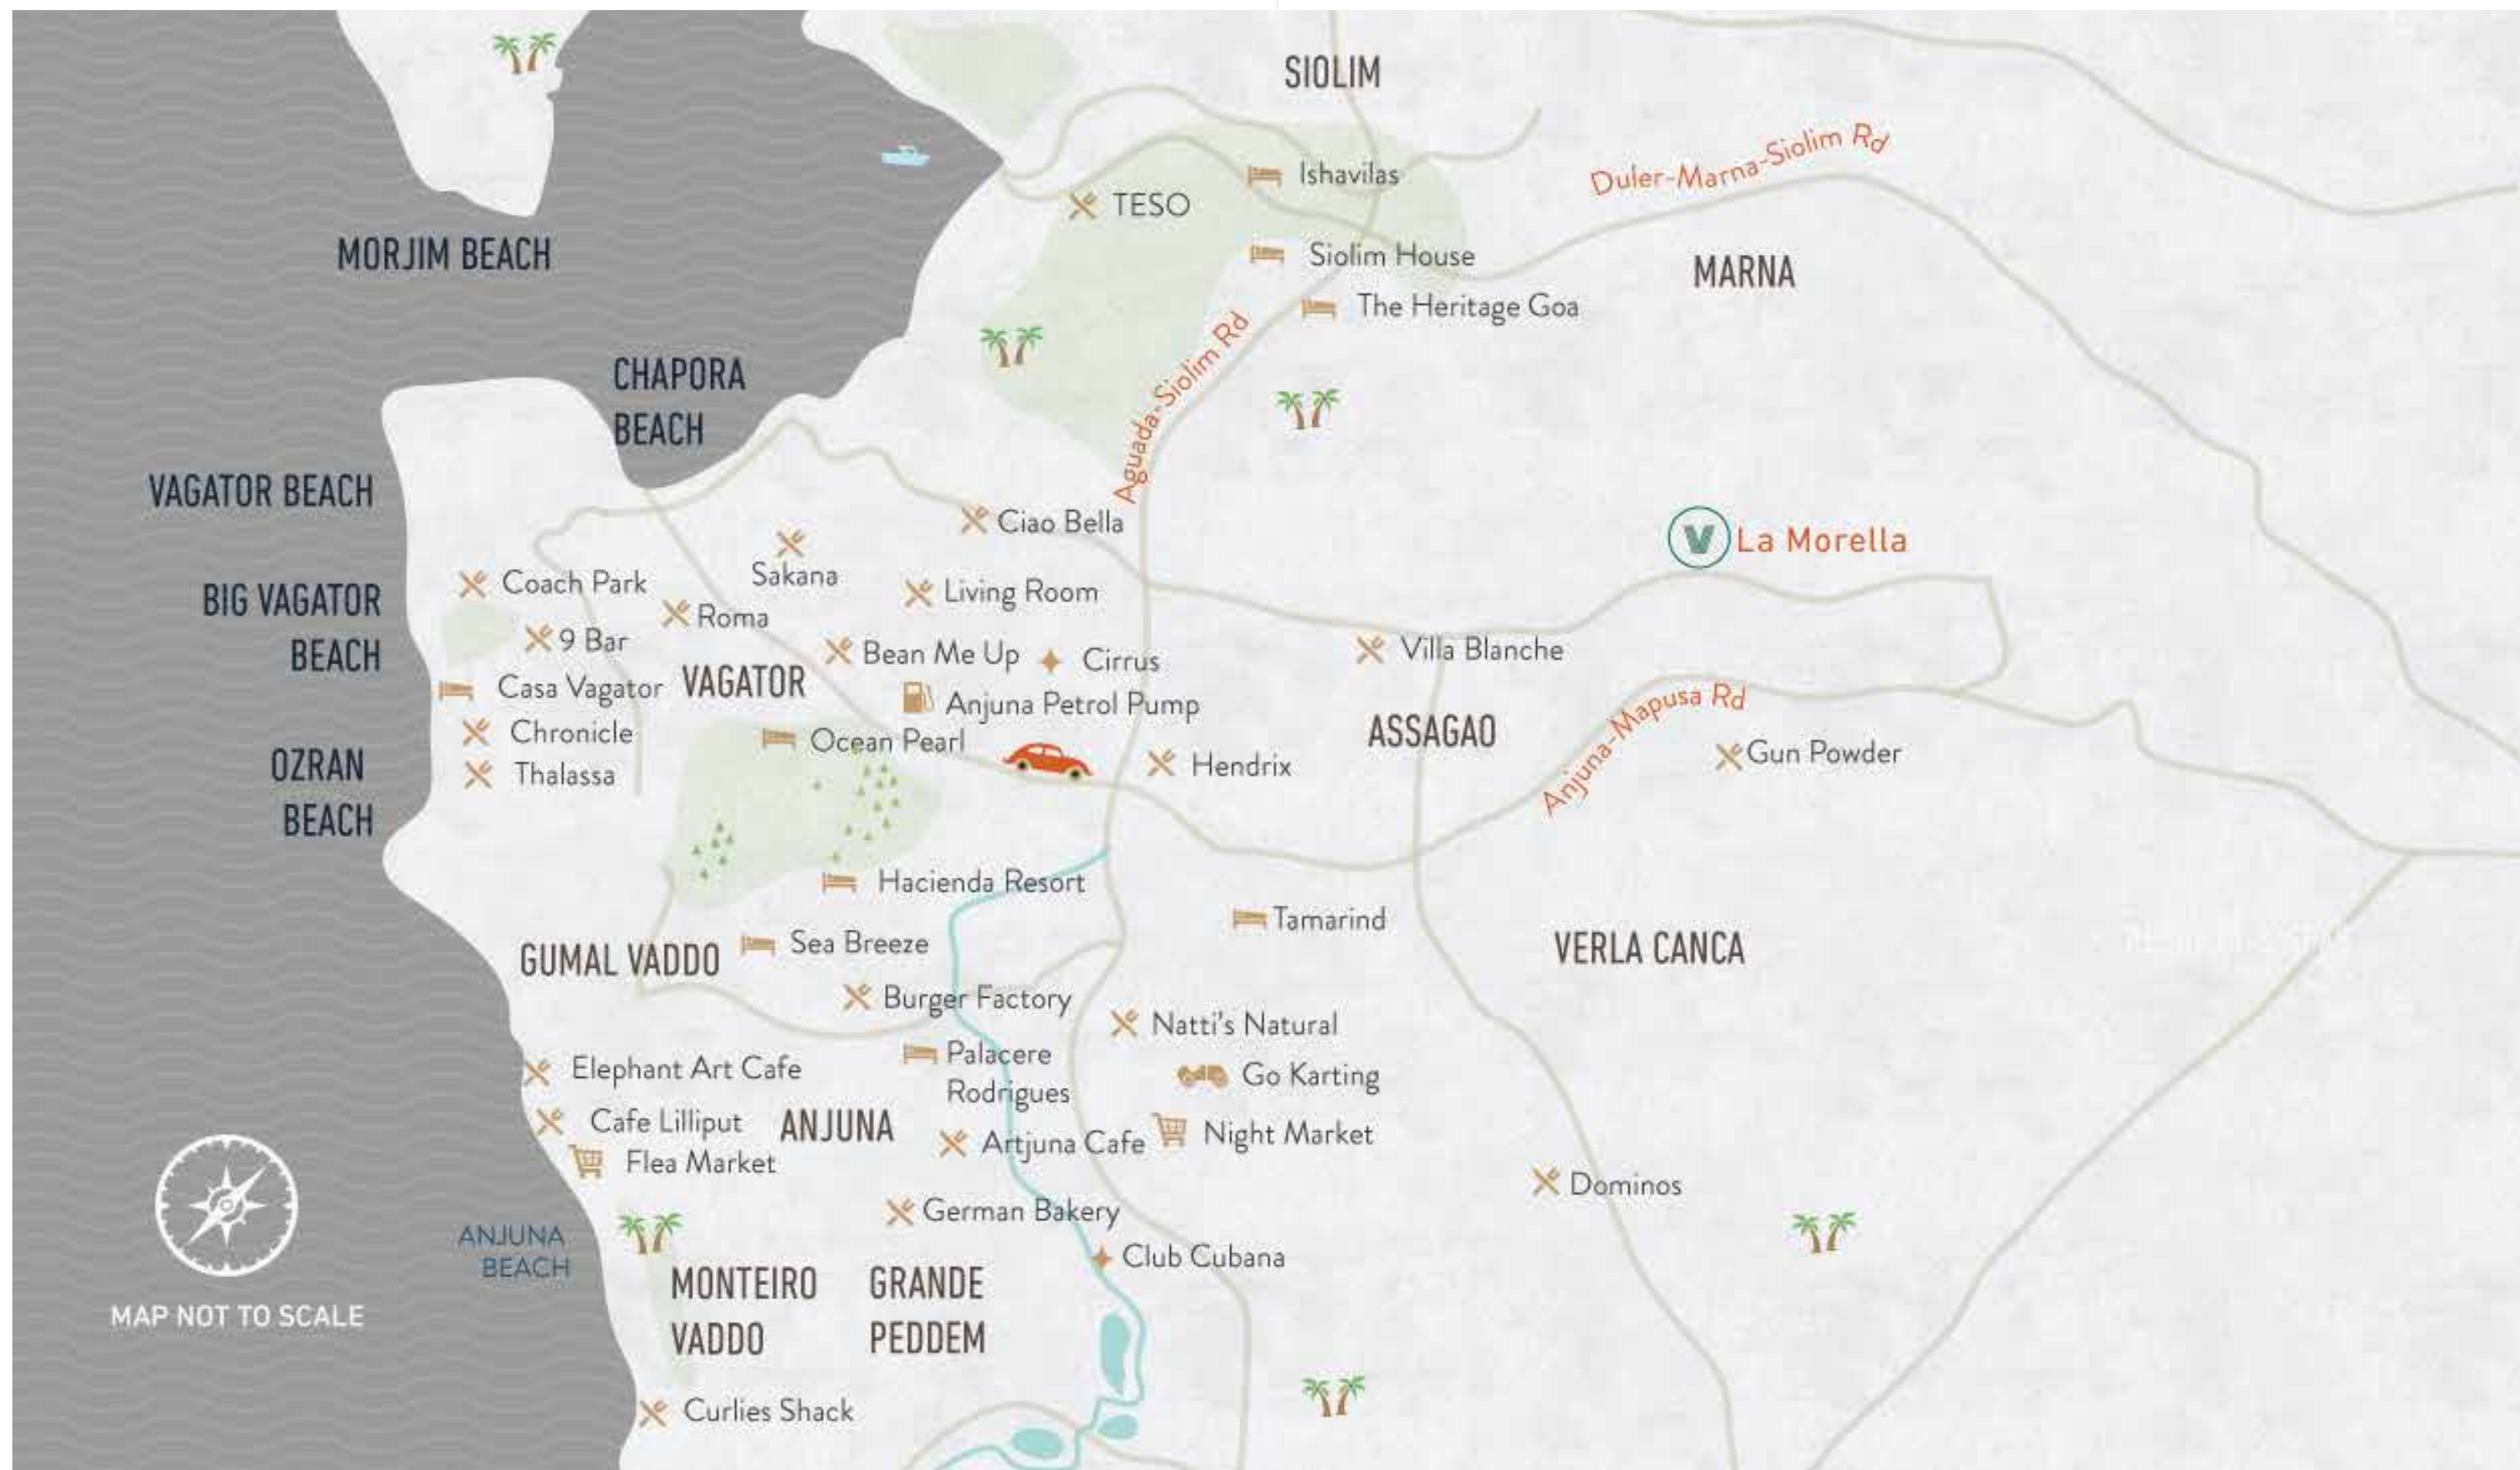 SIOLIM
Duler-Marna-Siolim Rd
Ishavilas
TESO
MORJIM BEACH
Siolim House
MARNA
The Heritage Goa
Aguada-Siolim Rd
CHAPORA
BEACH
VAGATOR BEACH
Ciao Bella
V La Morella
Sakana
Coach Park
Living Room
BIG VAGATOR
BEACH
Roma
9 Bar
Bean Me Up
Cirrus
Villa Blanche
Casa Vagator
VAGATOR
Anjuna Petrol Pump
Anjuna-Mapusa Rd
Chronicle
Ocean Pearl
ASSAGAO
Gun Powder
OZRAN
BEACH
Thalassa
Hendrix
Hacienda Resort
Tamarind
GUMAL VADDO
Sea Breeze
VERLA CANCA
Burger Factory
Natti's Natural
Elephant Art Cafe
Palacere
Rodrigues
Go Karting
Cafe Lilliput
ANJUNA
Artjuna Cafe
Night Market
Flea Market
Dominos
German Bakery
ANJUNA
BEACH
Club Cubana
MONTEIRO
VADDO
GRANDE
PEDDEM
MAP NOT TO SCALE
Curlies Shack